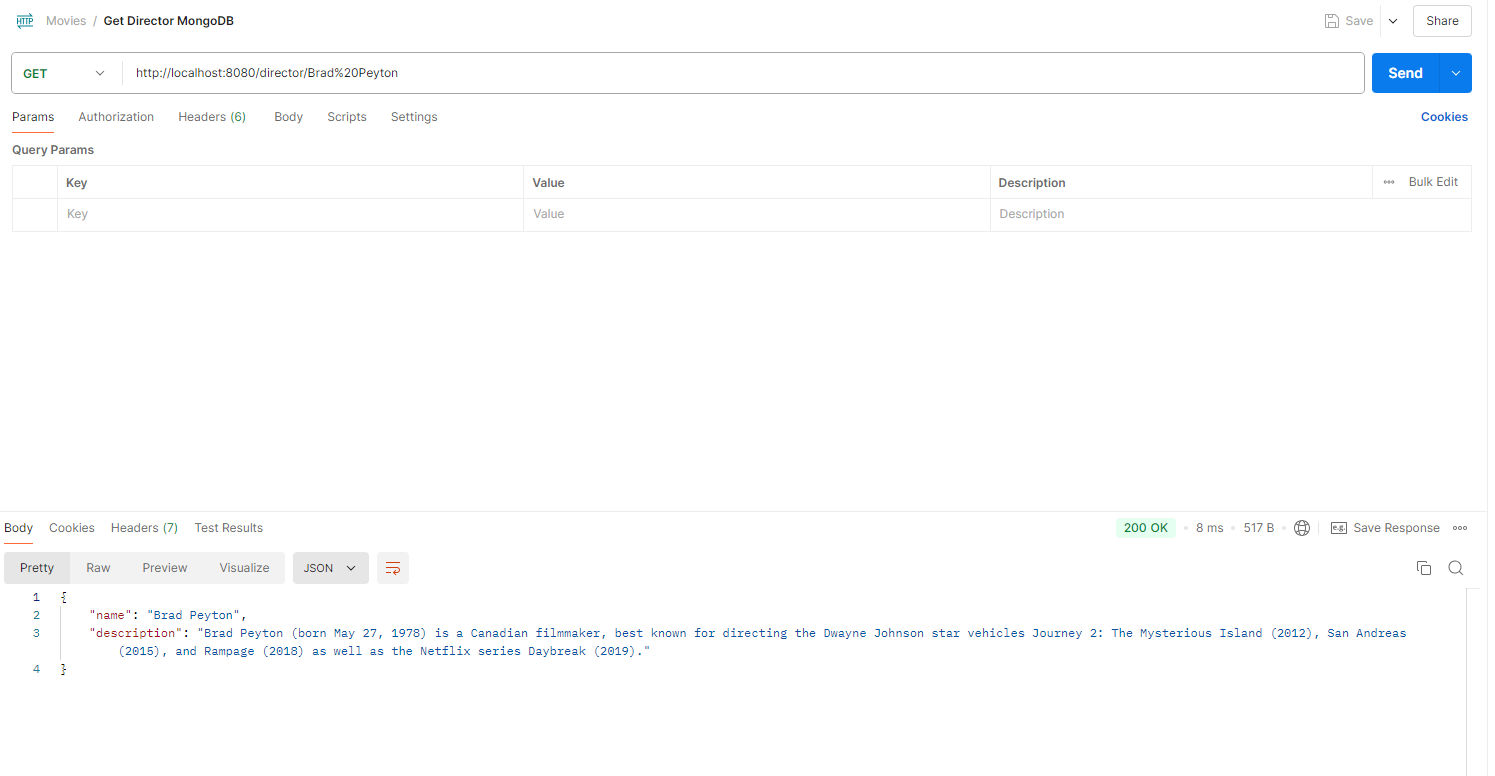 HTTP Movies / Get Director MongoDB Save Share
GET http://localhost:8080/director/Brad%20Peyton Send
Params Authorization Headers (6) Body Scripts Settings Cookies
Query Params
Key Value Description Bulk Edit
Key Value Description
Body Cookies Headers (7) Test Results 200 OK 8 ms 517 B e.g. Save Response
Pretty Raw Preview Visualize JSON
1 {
2 "name": "Brad Peyton",
3 "description": "Brad Peyton (born May 27, 1978) is a Canadian filmmaker, best known for directing the Dwayne Johnson star vehicles Journey 2: The Mysterious Island (2012), San Andreas
(2015), and Rampage (2018) as well as the Netflix series Daybreak (2019)."
4 }